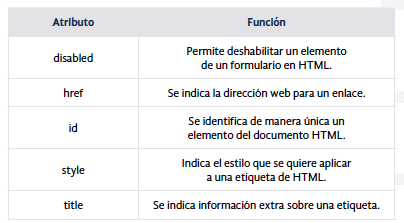 Atributo Función
disabled Permite deshabilitar un elemento
de un formulario en HTML.
href Se indica la dirección web para un enlace.
id Se identifica de manera única un
elemento del documento HTML.
style Indica el estilo que se quiere aplicar
a una etiqueta de HTML.
title Se indica información extra sobre una etiqueta.